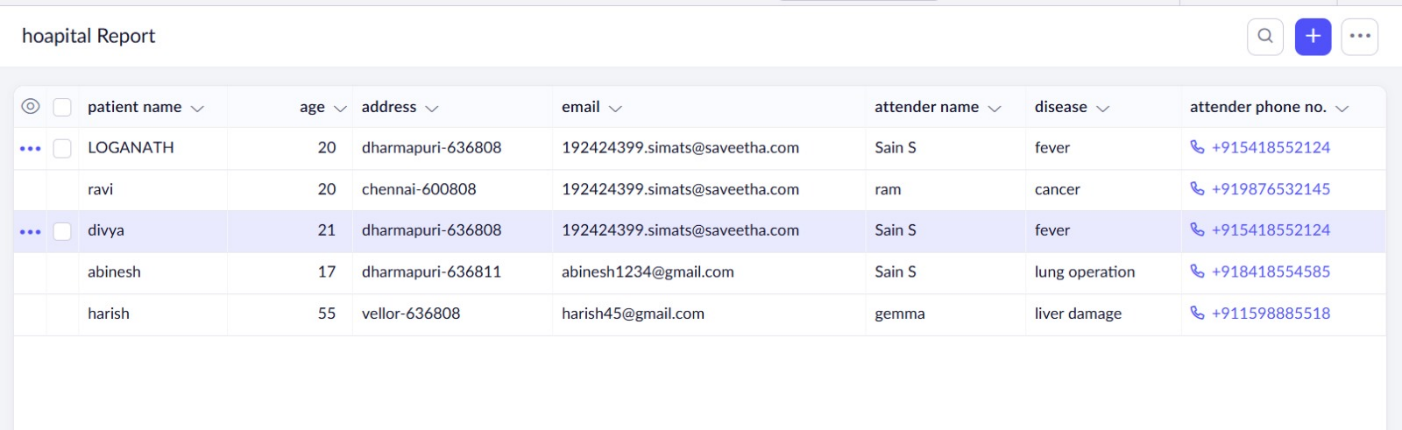 hoapital Report
patient name age address email attender name disease attender phone no.
LOGANATH 20 dharmapuri-636808 192424399.simats@saveetha.com Sain S fever +915418552124
ravi 20 chennai-600808 192424399.simats@saveetha.com ram cancer +919876532145
divya 21 dharmapuri-636808 192424399.simats@saveetha.com Sain S fever +915418552124
abinesh 17 dharmapuri-636811 abinesh1234@gmail.com Sain S lung operation +918418554585
harish 55 vellor-636808 harish45@gmail.com gemma liver damage +911598885518